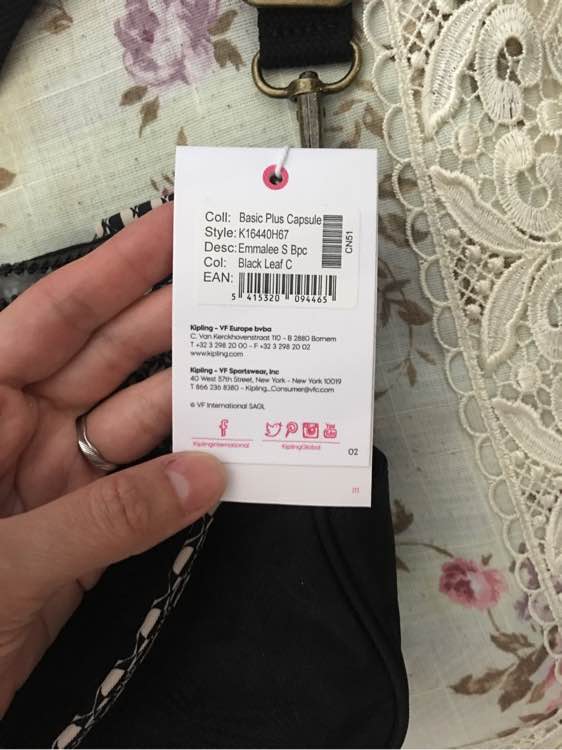 Coll: Basic Plus Capsule
Style: K16440H67
Desc: Emmalee S Bpc
Col: Black Leaf C
EAN:
5 415320 094465
CN51
Kipling - VF Europe bvba
C. Van Kerckhovenstraat 110 - B 2880 Bornem
T +32 3 298 20 00 - F +32 3 298 20 02
www.kipling.com
Kipling - VF Sportswear, Inc
40 West 57th Street, New York - New York 10019
T 866 236 8380 - Kipling_Consumer@vfc.com
© VF International SAGL
f
You Tube
KiplingInternational
KiplingGlobal
02